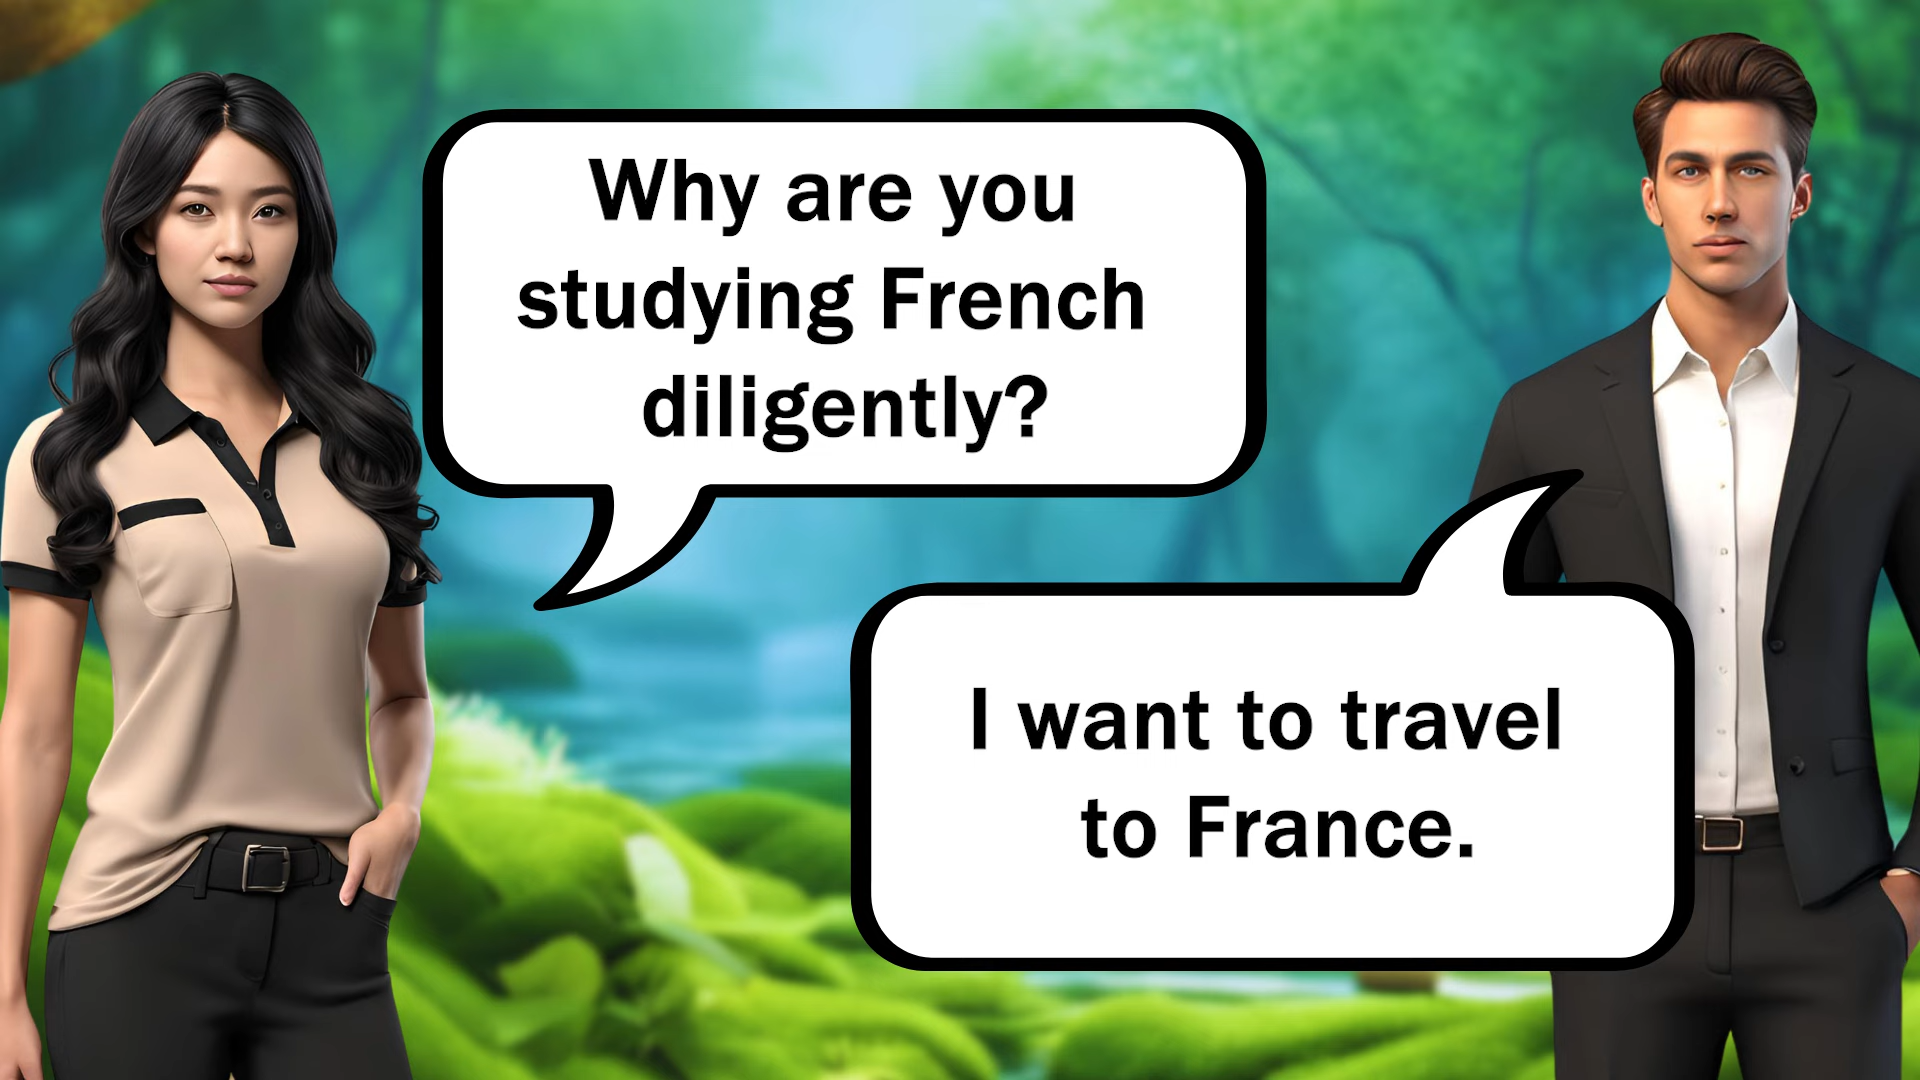 Why are you
studying French
diligently?
I want to travel
to France.